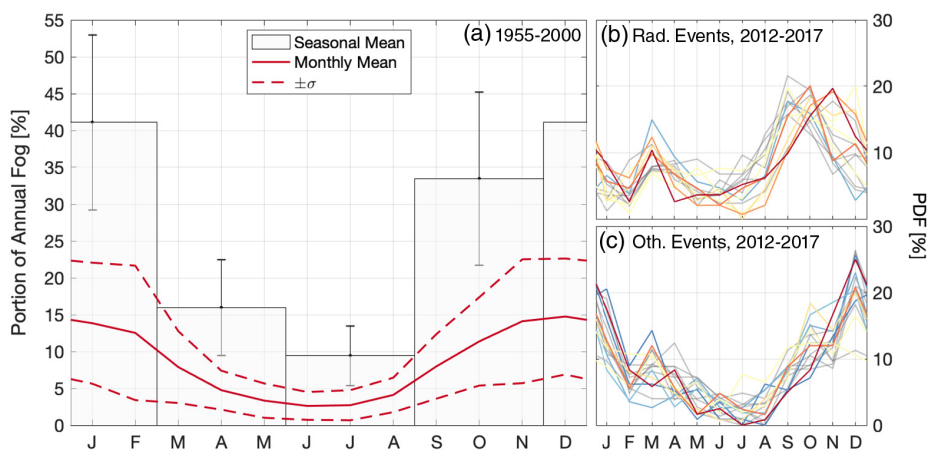 (a) 1955-2000
Seasonal Mean
Monthly Mean
±σ
Portion of Annual Fog [%]
55
50
45
40
35
30
25
20
15
10
5
0
J F M A M J J A S O N D
(b) Rad. Events, 2012-2017
30
20
10
(c) Oth. Events, 2012-2017
30
20
10
0
PDF [%]
J F M A M J J A S O N D